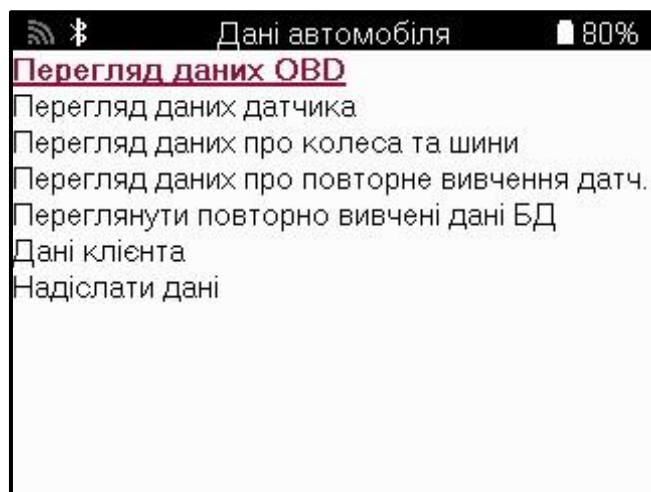 Дані автомобіля 80%
Перегляд даних OBD
Перегляд даних датчика
Перегляд даних про колеса та шини
Перегляд даних про повторне вивчення датч.
Переглянути повторно вивчені дані БД
Дані клієнта
Надіслати дані